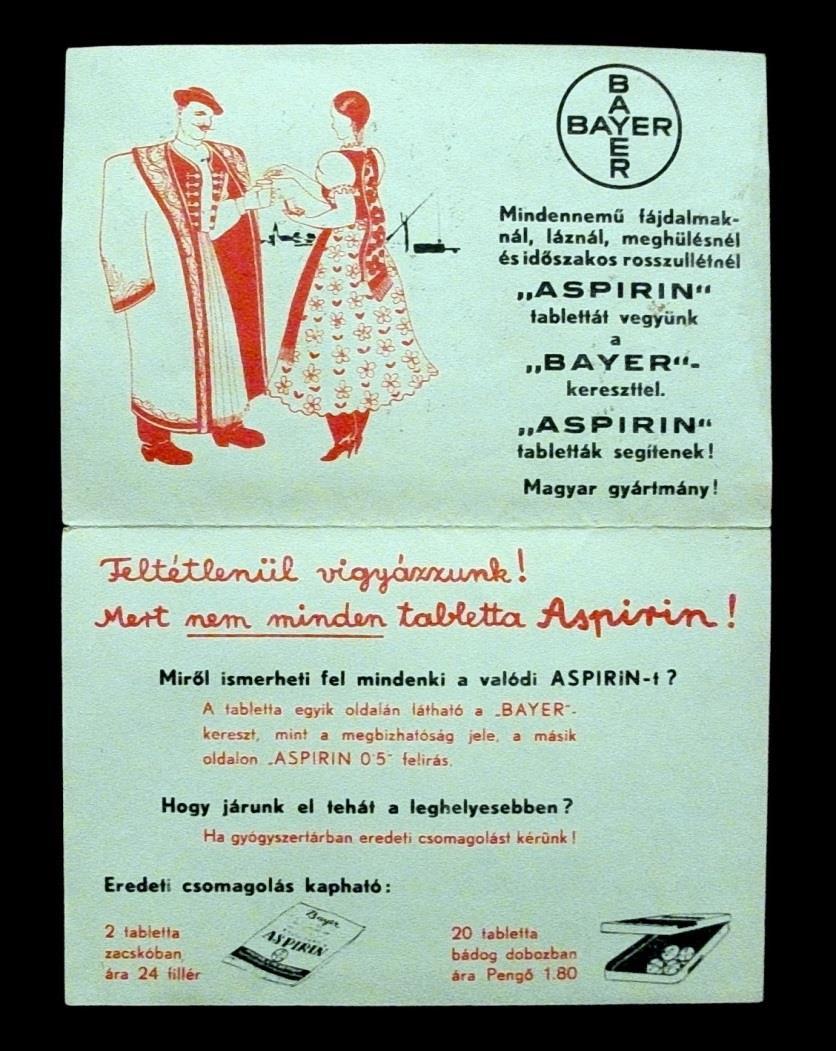 BAYER
BAYER
Mindennemű fájdalmak-
nál, láznál, meghülésnél
és időszakos rosszullétnél
„ASPIRIN“
tablettát vegyünk
a
„BAYER“-
kereszttel.
„ASPIRIN“
tabletták segítenek!
Magyar gyártmány!
Feltétlenül vigyázzunk!
Mert nem minden tabletta Aspirin!
Miről ismerheti fel mindenki a valódi ASPIRiN-t?
A tabletta egyik oldalán látható a „BAYER“-
kereszt, mint a megbizhatóság jele, a másik
oldalon „ASPIRIN 0·5“ felirás.
Hogy járunk el tehát a leghelyesebben?
Ha gyógyszertárban eredeti csomagolást kérünk!
Eredeti csomagolás kapható:
2 tabletta
zacskóban,
ára 24 fillér
Bayer
ASPIRIN
20 tabletta
bádog dobozban
ára Pengő 1.80